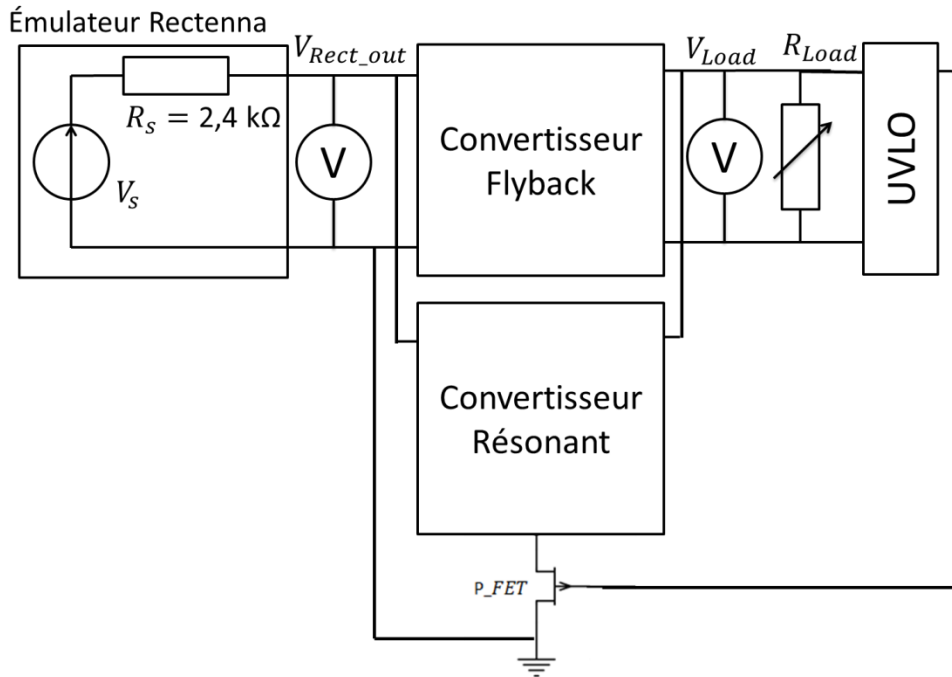 Émulateur Rectenna
V_Rect_out
V_Load
R_Load
R_s = 2,4 kΩ
V_s
V
Convertisseur
Flyback
V
UVLO
Convertisseur
Résonant
P_FET